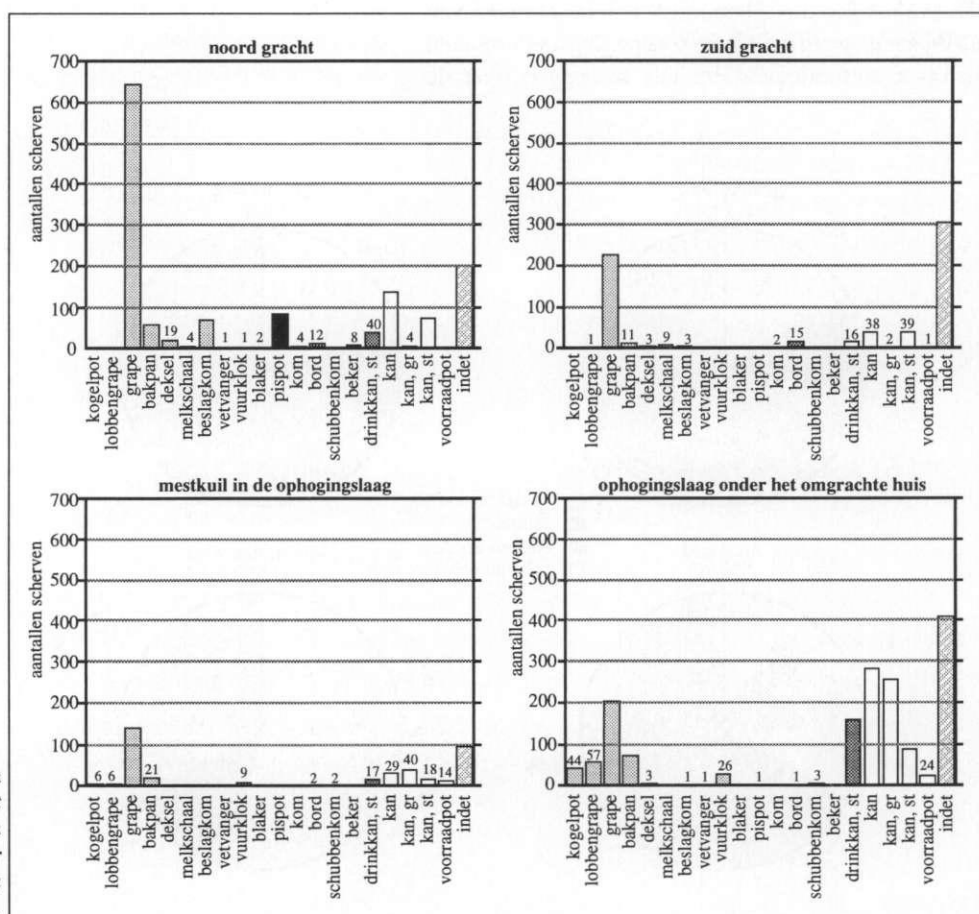 noord gracht
aantallen scherven
700
600
500
400
300
200
100
0
19
4
1
1
2
4
12
8
40
4
kogelpot
lobbengrape
grape
bakpan
deksel
melkschaal
beslagkom
vetvanger
vuurklok
blaker
pispot
kom
bord
schubbenkom
beker
drinkkan, st
kan
kan, gr
kan, st
voorraadpot
indet
zuid gracht
aantallen scherven
700
600
500
400
300
200
100
0
1
11
3
9
3
2
15
16
38
2
39
1
kogelpot
lobbengrape
grape
bakpan
deksel
melkschaal
beslagkom
vetvanger
vuurklok
blaker
pispot
kom
bord
schubbenkom
beker
drinkkan, st
kan
kan, gr
kan, st
voorraadpot
indet
mestkuil in de ophogingslaag
aantallen scherven
700
600
500
400
300
200
100
0
6
6
21
9
2
2
17
29
40
18
14
kogelpot
lobbengrape
grape
bakpan
deksel
melkschaal
beslagkom
vetvanger
vuurklok
blaker
pispot
kom
bord
schubbenkom
beker
drinkkan, st
kan
kan, gr
kan, st
voorraadpot
indet
ophogingslaag onder het omgrachte huis
aantallen scherven
700
600
500
400
300
200
100
0
44
57
3
1
1
26
1
1
3
24
kogelpot
lobbengrape
grape
bakpan
deksel
melkschaal
beslagkom
vetvanger
vuurklok
blaker
pispot
kom
bord
schubbenkom
beker
drinkkan, st
kan
kan, gr
kan, st
voorraadpot
indet